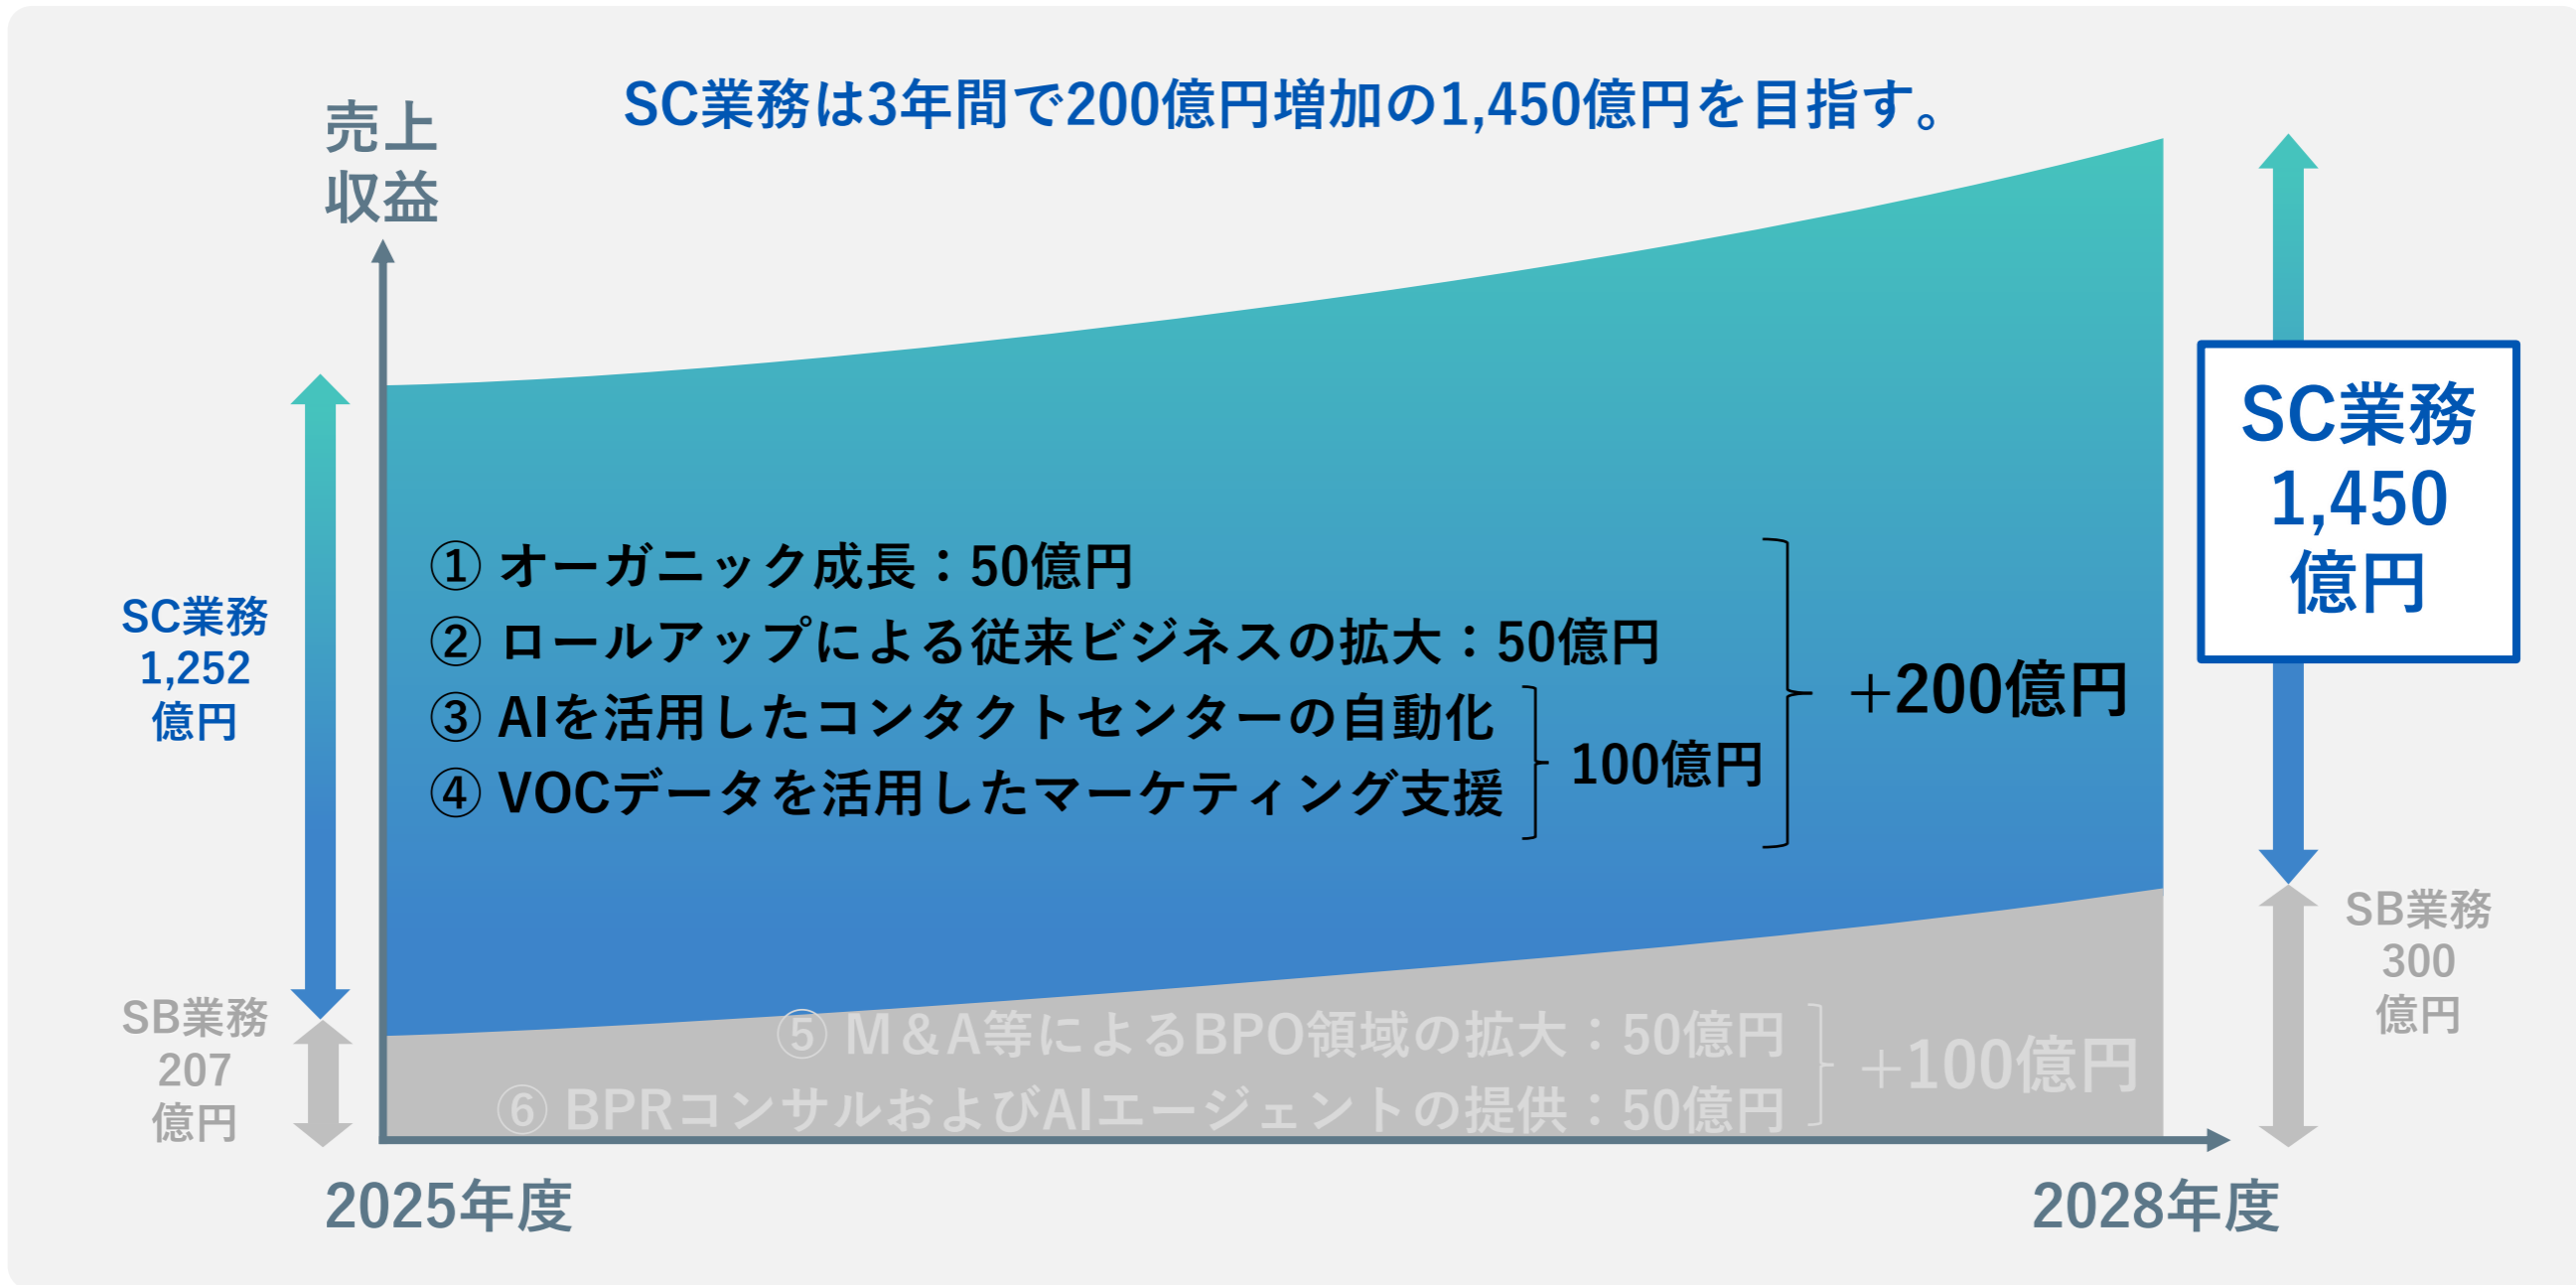 SC業務は3年間で200億円増加の1,450億円を目指す。
売上
収益
SC業務
1,252
億円
SB業務
207
億円
① オーガニック成長：50億円
② ロールアップによる従来ビジネスの拡大：50億円
③ AIを活用したコンタクトセンターの自動化
④ VOCデータを活用したマーケティング支援
100億円
+200億円
⑤ M＆A等によるBPO領域の拡大：50億円
⑥ BPRコンサルおよびAIエージェントの提供：50億円
+100億円
SC業務
1,450
億円
SB業務
300
億円
2025年度
2028年度